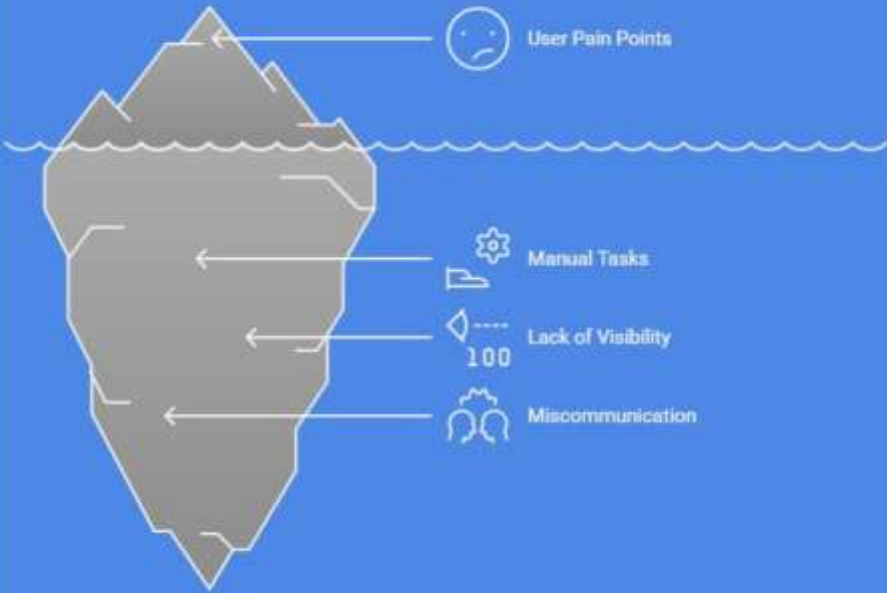 User Pain Points
Manual Tasks
Lack of Visibility
100
Miscommunication